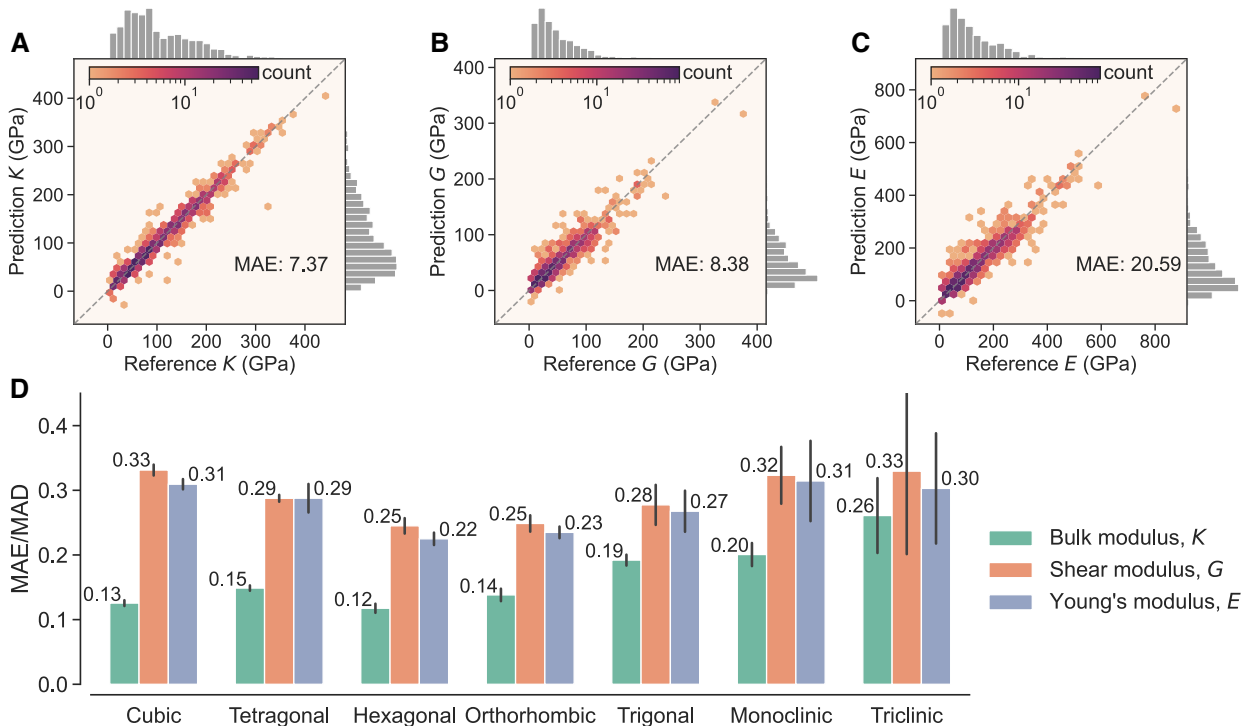 A
B
C
count
10^0 10^1
400
300
200
100
0
Prediction K (GPa)
MAE: 7.37
0 100 200 300 400
Reference K (GPa)
count
10^0 10^1
400
300
200
100
0
Prediction G (GPa)
MAE: 8.38
0 100 200 300 400
Reference G (GPa)
count
10^0 10^1
800
600
400
200
0
Prediction E (GPa)
MAE: 20.59
0 200 400 600 800
Reference E (GPa)
D
MAE/MAD
0.4
0.3
0.2
0.1
0.0
0.13 0.33 0.31
0.15 0.29 0.29
0.12 0.25 0.22
0.14 0.25 0.23
0.19 0.28 0.27
0.20 0.32 0.31
0.26 0.33 0.30
Cubic Tetragonal Hexagonal Orthorhombic Trigonal Monoclinic Triclinic
Bulk modulus, K
Shear modulus, G
Young's modulus, E